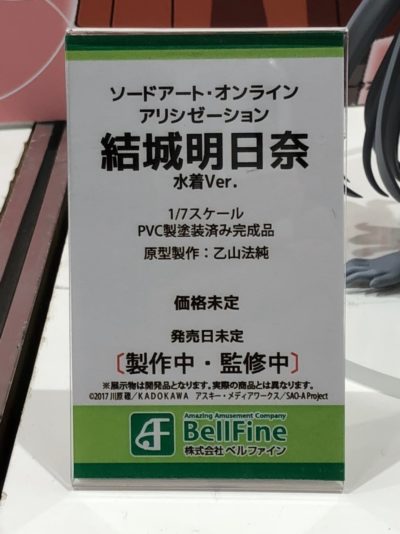 ソードアート・オンライン
アリシゼーション
結城明日奈
水着Ver.
1/7スケール
PVC製塗装済み完成品
原型製作：乙山法純
価格未定
発売日未定
〔製作中・監修中〕
※展示物は開発品となります。実際の商品とは異なります。
©2017 川原 礫／KADOKAWA アスキー・メディアワークス／SAO-A Project
Amazing Amusement Company
BellFine
株式会社 ベルファイン